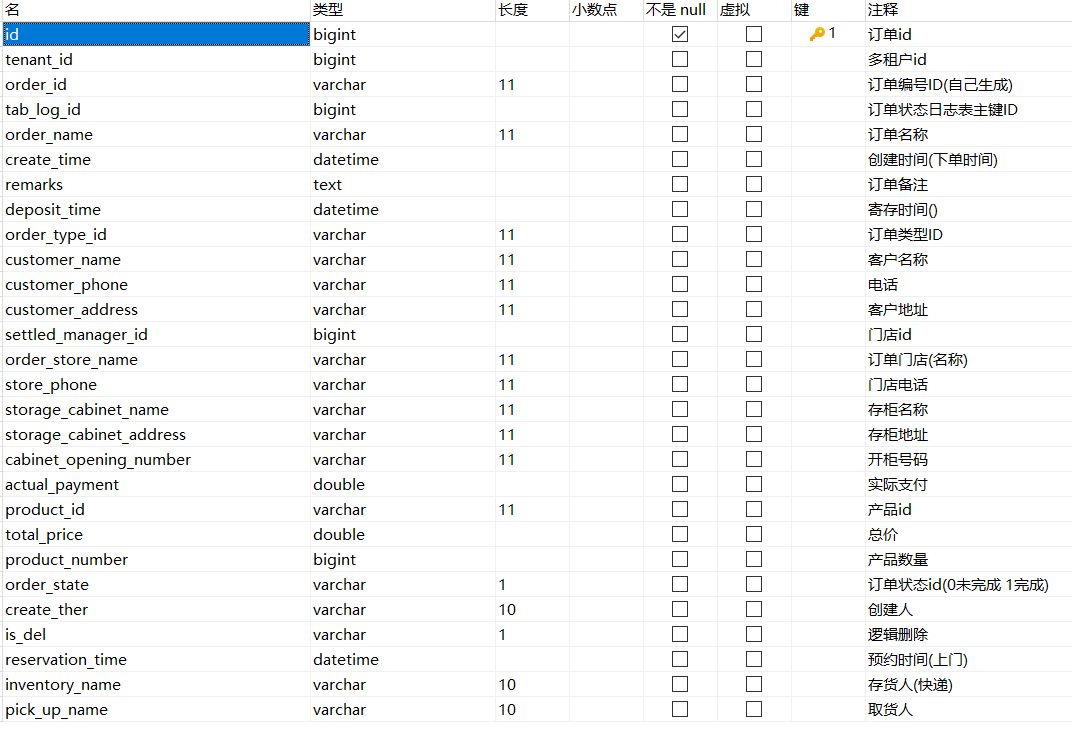 名 类型 长度 小数点 不是 null 虚拟 键 注释
id bigint 1 订单id
tenant_id bigint 多租户id
order_id varchar 11 订单编号ID(自己生成)
tab_log_id bigint 订单状态日志表主键ID
order_name varchar 11 订单名称
create_time datetime 创建时间(下单时间)
remarks text 订单备注
deposit_time datetime 寄存时间()
order_type_id varchar 11 订单类型ID
customer_name varchar 11 客户名称
customer_phone varchar 11 电话
customer_address varchar 11 客户地址
settled_manager_id bigint 门店id
order_store_name varchar 11 订单门店(名称)
store_phone varchar 11 门店电话
storage_cabinet_name varchar 11 存柜名称
storage_cabinet_address varchar 11 存柜地址
cabinet_opening_number varchar 11 开柜号码
actual_payment double 实际支付
product_id varchar 11 产品id
total_price double 总价
product_number bigint 产品数量
order_state varchar 1 订单状态id(0未完成 1完成)
create_ther varchar 10 创建人
is_del varchar 1 逻辑删除
reservation_time datetime 预约时间(上门)
inventory_name varchar 10 存货人(快递)
pick_up_name varchar 10 取货人